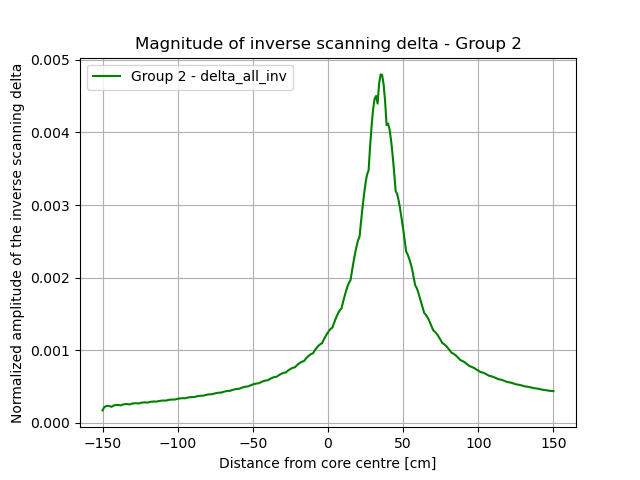 Magnitude of inverse scanning delta - Group 2
Normalized amplitude of the inverse scanning delta
0.005
0.004
0.003
0.002
0.001
0.000
Group 2 - delta_all_inv
−150 −100 −50 0 50 100 150
Distance from core centre [cm]